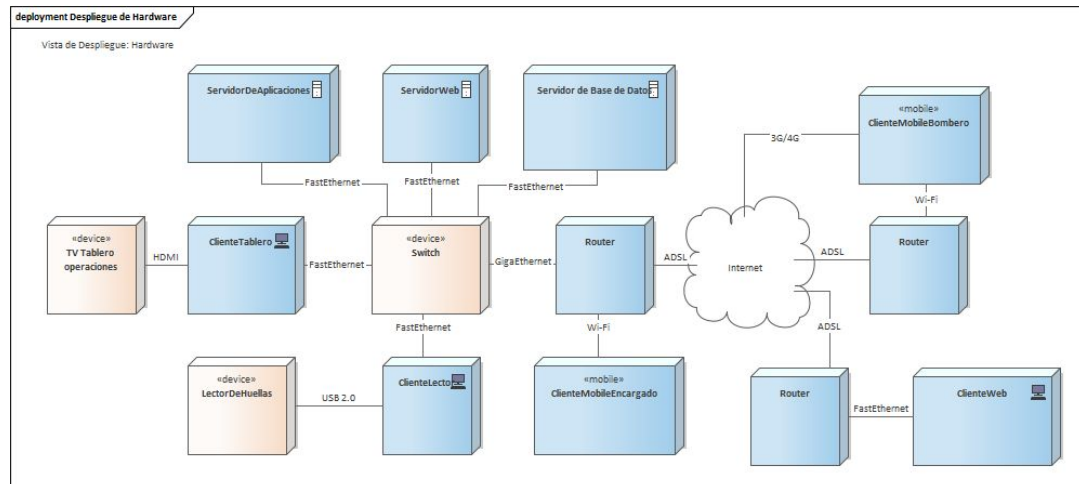 deployment Despliegue de Hardware
Vista de Despliegue: Hardware
ServidorDeAplicaciones
ServidorWeb
Servidor de Base de Datos
«mobile»
ClienteMobileBombero
3G/4G
FastEthernet
FastEthernet
FastEthernet
Wi-Fi
«device»
TV Tablero
operaciones
HDMI
ClienteTablero
FastEthernet
«device»
Switch
GigaEthernet
Router
ADSL
Internet
ADSL
Router
FastEthernet
Wi-Fi
ADSL
«device»
LectorDeHuellas
USB 2.0
ClienteLector
«mobile»
ClienteMobileEncargado
Router
FastEthernet
ClienteWeb